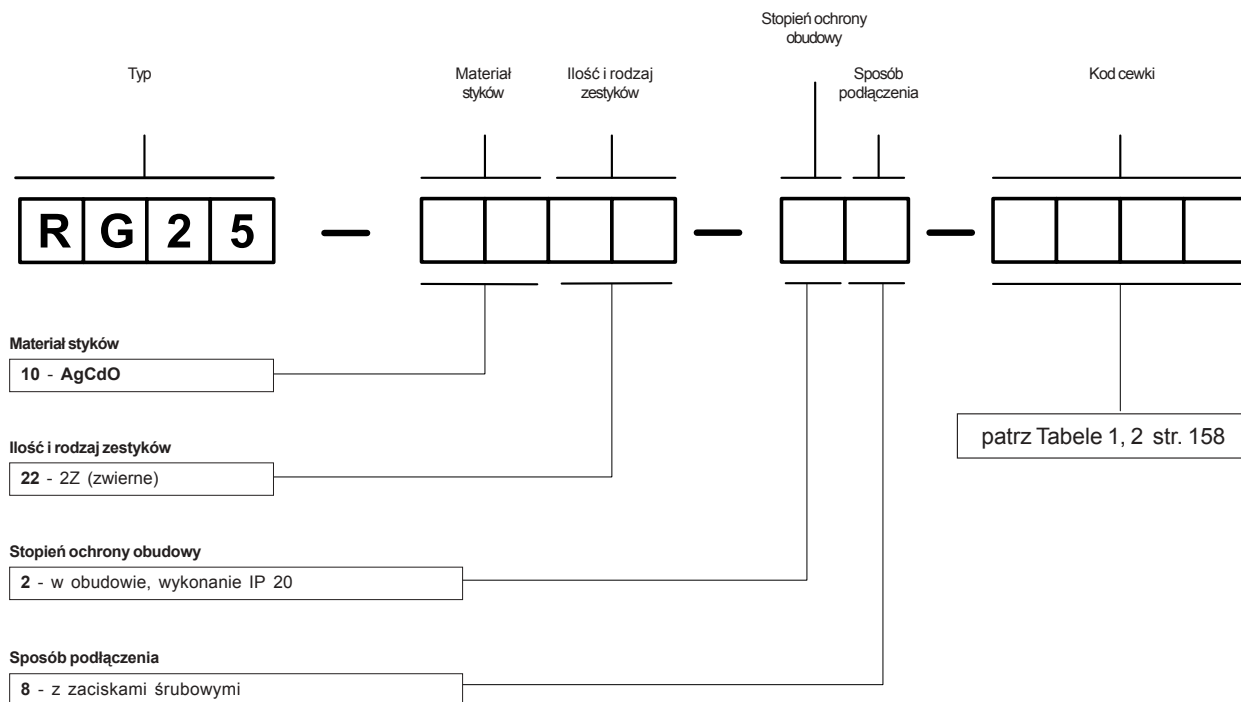 Stopień ochrony
obudowy
Typ
Materiał
styków
Ilość i rodzaj
zestyków
Sposób
podłączenia
Kod cewki
R G 2 5 — — —
Materiał styków
10 - AgCdO
patrz Tabele 1, 2 str. 158
Ilość i rodzaj zestyków
22 - 2Z (zwierne)
Stopień ochrony obudowy
2 - w obudowie, wykonanie IP 20
Sposób podłączenia
8 - z zaciskami śrubowymi